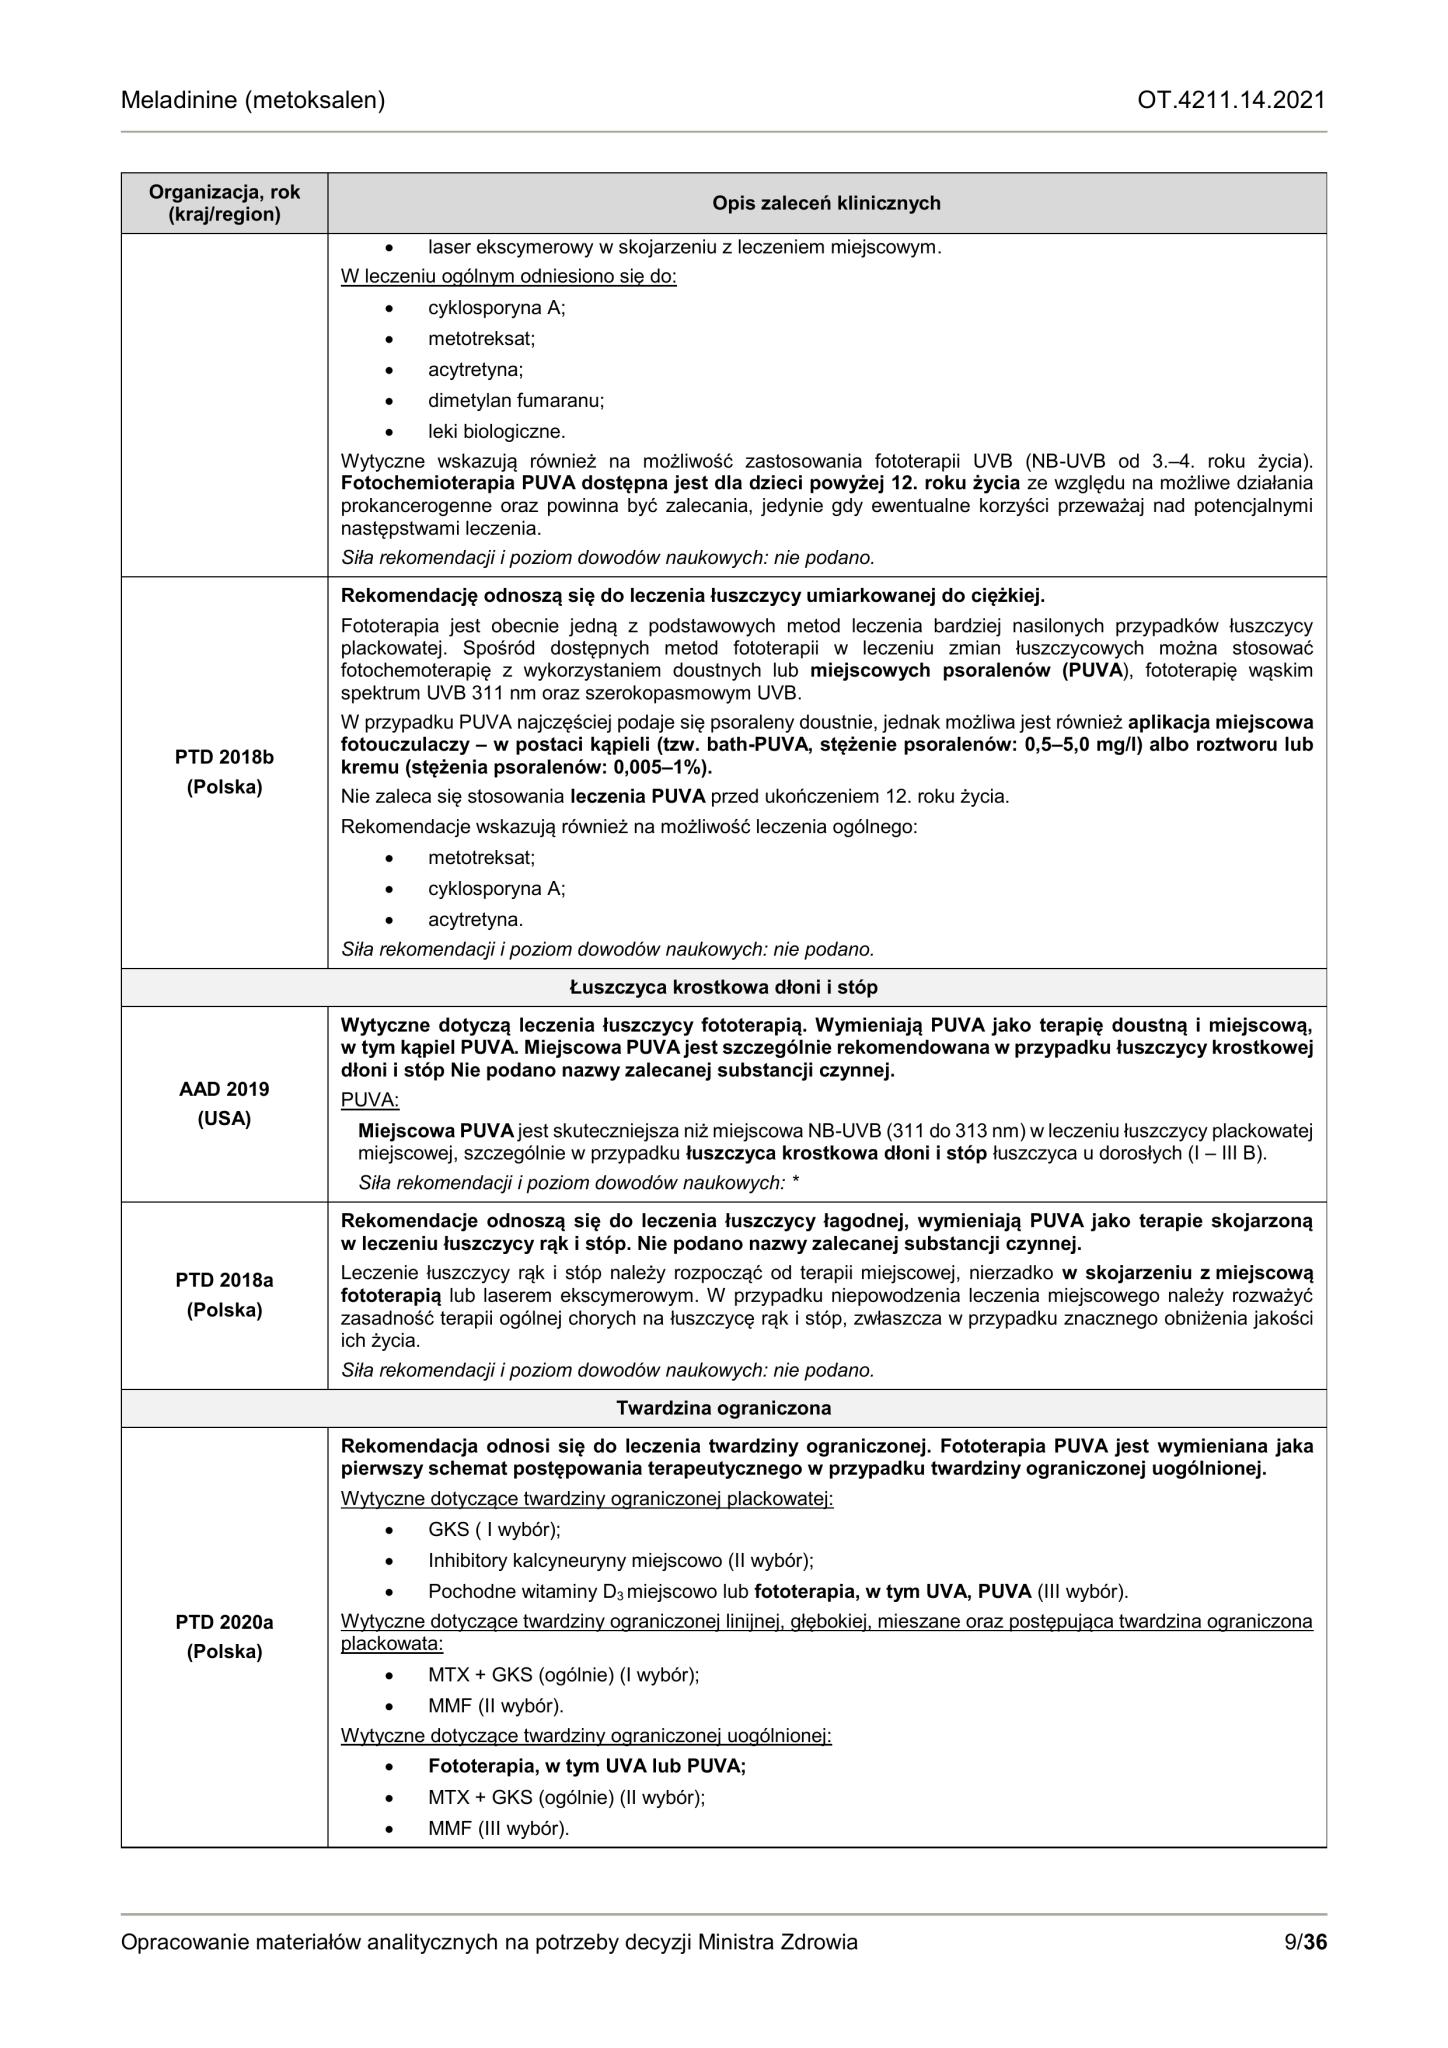 Meladinine (metoksalen) OT.4211.14.2021
Organizacja, rok
(kraj/region)
Opis zaleceń klinicznych
• laser ekscymerowy w skojarzeniu z leczeniem miejscowym.
W leczeniu ogólnym odniesiono się do:
• cyklosporyna A;
• metotreksat;
• acytretyna;
• dimetylan fumaranu;
• leki biologiczne.
Wytyczne wskazują również na możliwość zastosowania fototerapii UVB (NB-UVB od 3.–4. roku życia).
Fotochemioterapia PUVA dostępna jest dla dzieci powyżej 12. roku życia ze względu na możliwe działania
prokancerogenne oraz powinna być zalecania, jedynie gdy ewentualne korzyści przeważaj nad potencjalnymi
następstwami leczenia.
Siła rekomendacji i poziom dowodów naukowych: nie podano.
PTD 2018b
(Polska)
Rekomendację odnoszą się do leczenia łuszczycy umiarkowanej do ciężkiej.
Fototerapia jest obecnie jedną z podstawowych metod leczenia bardziej nasilonych przypadków łuszczycy
plackowatej. Spośród dostępnych metod fototerapii w leczeniu zmian łuszczycowych można stosować
fotochemoterapię z wykorzystaniem doustnych lub miejscowych psoralenów (PUVA), fototerapię wąskim
spektrum UVB 311 nm oraz szerokopasmowym UVB.
W przypadku PUVA najczęściej podaje się psoraleny doustnie, jednak możliwa jest również aplikacja miejscowa
fotouczulaczy – w postaci kąpieli (tzw. bath-PUVA, stężenie psoralenów: 0,5–5,0 mg/l) albo roztworu lub
kremu (stężenia psoralenów: 0,005–1%).
Nie zaleca się stosowania leczenia PUVA przed ukończeniem 12. roku życia.
Rekomendacje wskazują również na możliwość leczenia ogólnego:
• metotreksat;
• cyklosporyna A;
• acytretyna.
Siła rekomendacji i poziom dowodów naukowych: nie podano.
Łuszczyca krostkowa dłoni i stóp
AAD 2019
(USA)
Wytyczne dotyczą leczenia łuszczycy fototerapią. Wymieniają PUVA jako terapię doustną i miejscową,
w tym kąpiel PUVA. Miejscowa PUVA jest szczególnie rekomendowana w przypadku łuszczycy krostkowej
dłoni i stóp Nie podano nazwy zalecanej substancji czynnej.
PUVA:
Miejscowa PUVA jest skuteczniejsza niż miejscowa NB-UVB (311 do 313 nm) w leczeniu łuszczycy plackowatej
miejscowej, szczególnie w przypadku łuszczyca krostkowa dłoni i stóp łuszczyca u dorosłych (I – III B).
Siła rekomendacji i poziom dowodów naukowych: *
PTD 2018a
(Polska)
Rekomendacje odnoszą się do leczenia łuszczycy łagodnej, wymieniają PUVA jako terapie skojarzoną
w leczeniu łuszczycy rąk i stóp. Nie podano nazwy zalecanej substancji czynnej.
Leczenie łuszczycy rąk i stóp należy rozpocząć od terapii miejscowej, nierzadko w skojarzeniu z miejscową
fototerapią lub laserem ekscymerowym. W przypadku niepowodzenia leczenia miejscowego należy rozważyć
zasadność terapii ogólnej chorych na łuszczycę rąk i stóp, zwłaszcza w przypadku znacznego obniżenia jakości
ich życia.
Siła rekomendacji i poziom dowodów naukowych: nie podano.
Twardzina ograniczona
PTD 2020a
(Polska)
Rekomendacja odnosi się do leczenia twardziny ograniczonej. Fototerapia PUVA jest wymieniana jaka
pierwszy schemat postępowania terapeutycznego w przypadku twardziny ograniczonej uogólnionej.
Wytyczne dotyczące twardziny ograniczonej plackowatej:
• GKS ( I wybór);
• Inhibitory kalcyneuryny miejscowo (II wybór);
• Pochodne witaminy D3 miejscowo lub fototerapia, w tym UVA, PUVA (III wybór).
Wytyczne dotyczące twardziny ograniczonej linijnej, głębokiej, mieszane oraz postępująca twardzina ograniczona
plackowata:
• MTX + GKS (ogólnie) (I wybór);
• MMF (II wybór).
Wytyczne dotyczące twardziny ograniczonej uogólnionej:
• Fototerapia, w tym UVA lub PUVA;
• MTX + GKS (ogólnie) (II wybór);
• MMF (III wybór).
Opracowanie materiałów analitycznych na potrzeby decyzji Ministra Zdrowia 9/36